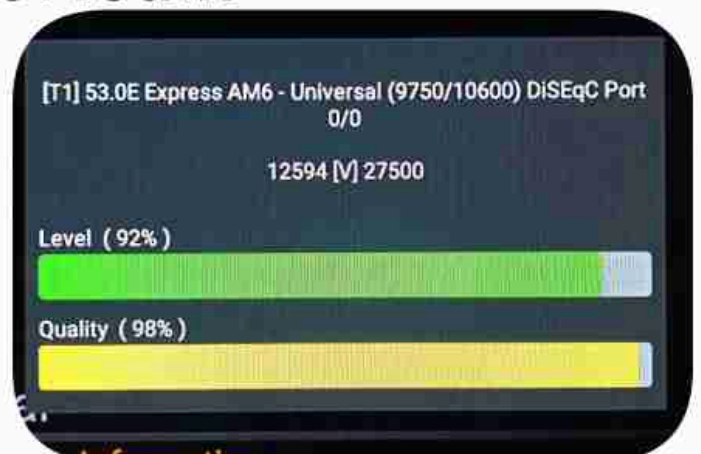 [T1] 53.0E Express AM6 - Universal (9750/10600) DiSEqC Port
0/0
12594 [V] 27500
Level ( 92% )
Quality ( 98% )